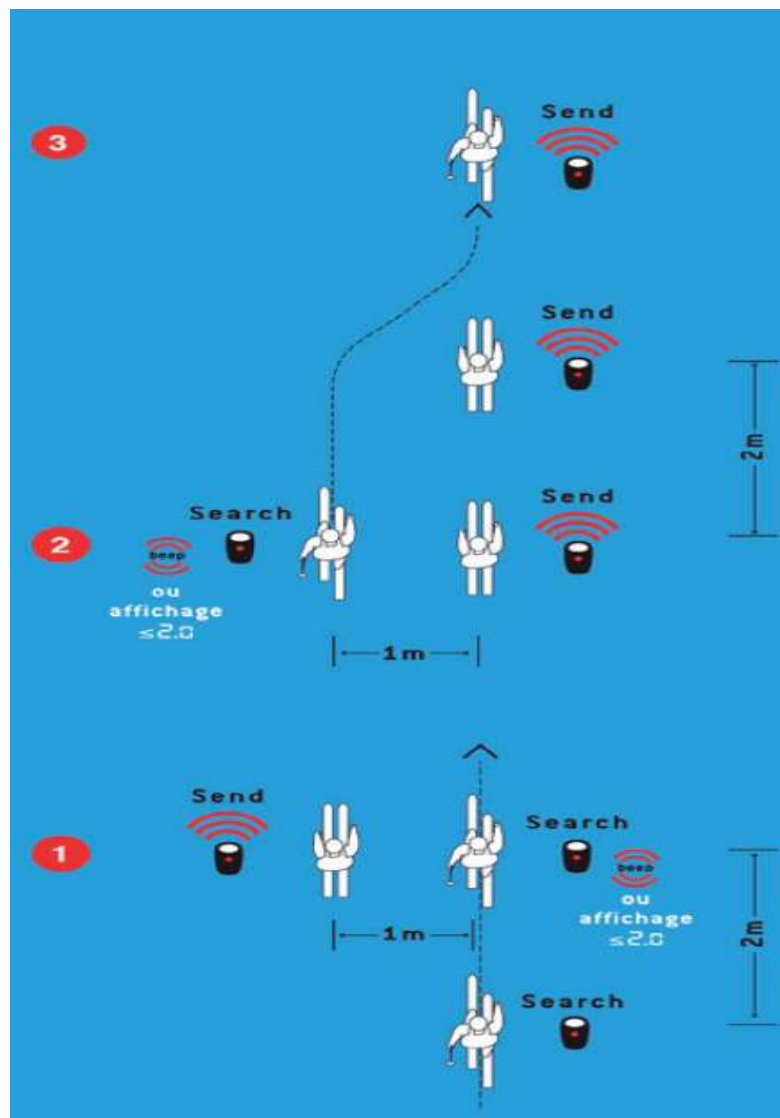 3
Send
Send
2m
Send
2
Search
beep
ou
affichage
≤2.0
1m
Send
1
Search
beep
ou
affichage
≤2.0
1m
2m
Search